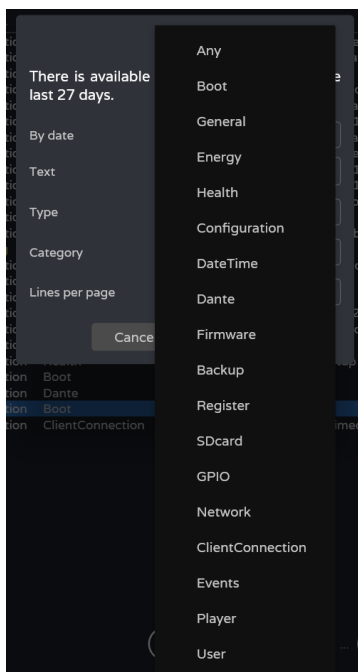 There is available
last 27 days.
By date
Text
Type
Category
Lines per page
Cance
Any
Boot
General
Energy
Health
Configuration
DateTime
Dante
Firmware
Backup
Register
SDcard
GPIO
Network
ClientConnection
Events
Player
User
tion Boot
tion Dante
tion Boot
tion ClientConnection